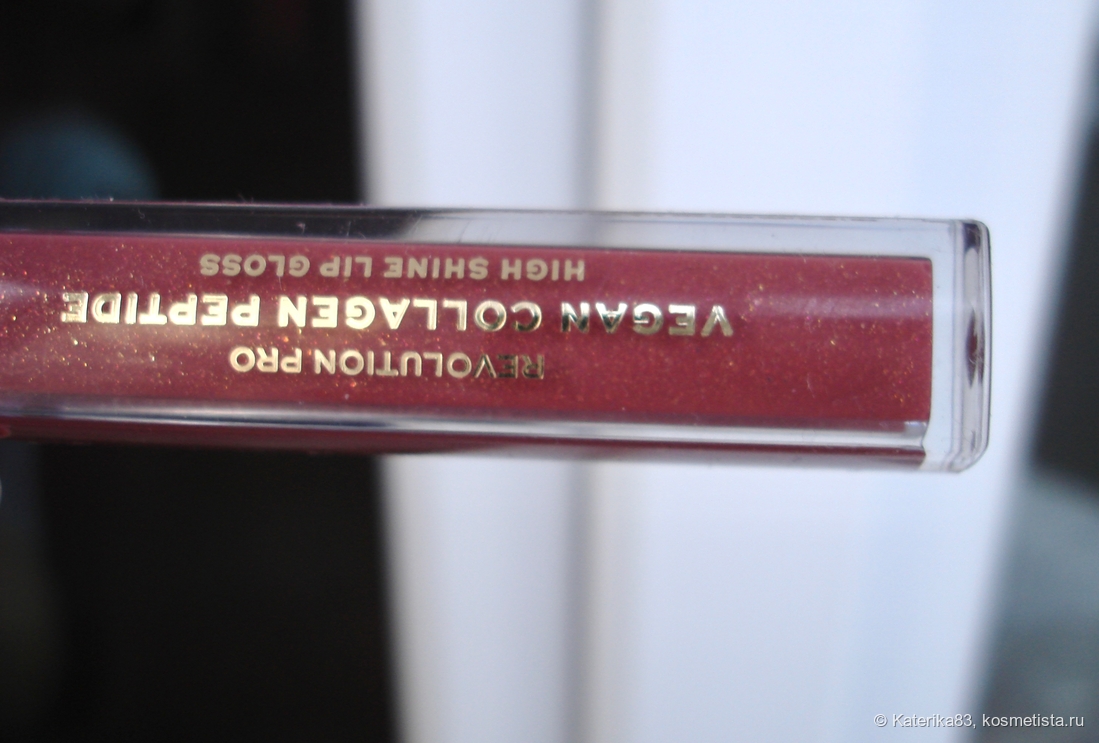 REVOLUTION PRO
VEGAN COLLAGEN PEPTIDE
HIGH SHINE LIP GLOSS
© Katerika83, kosmetista.ru